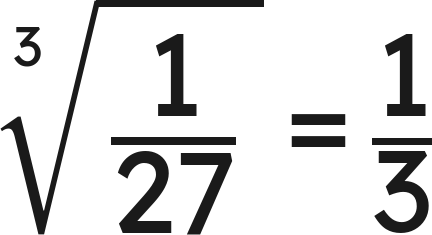 ∛(1/27) = 1/3